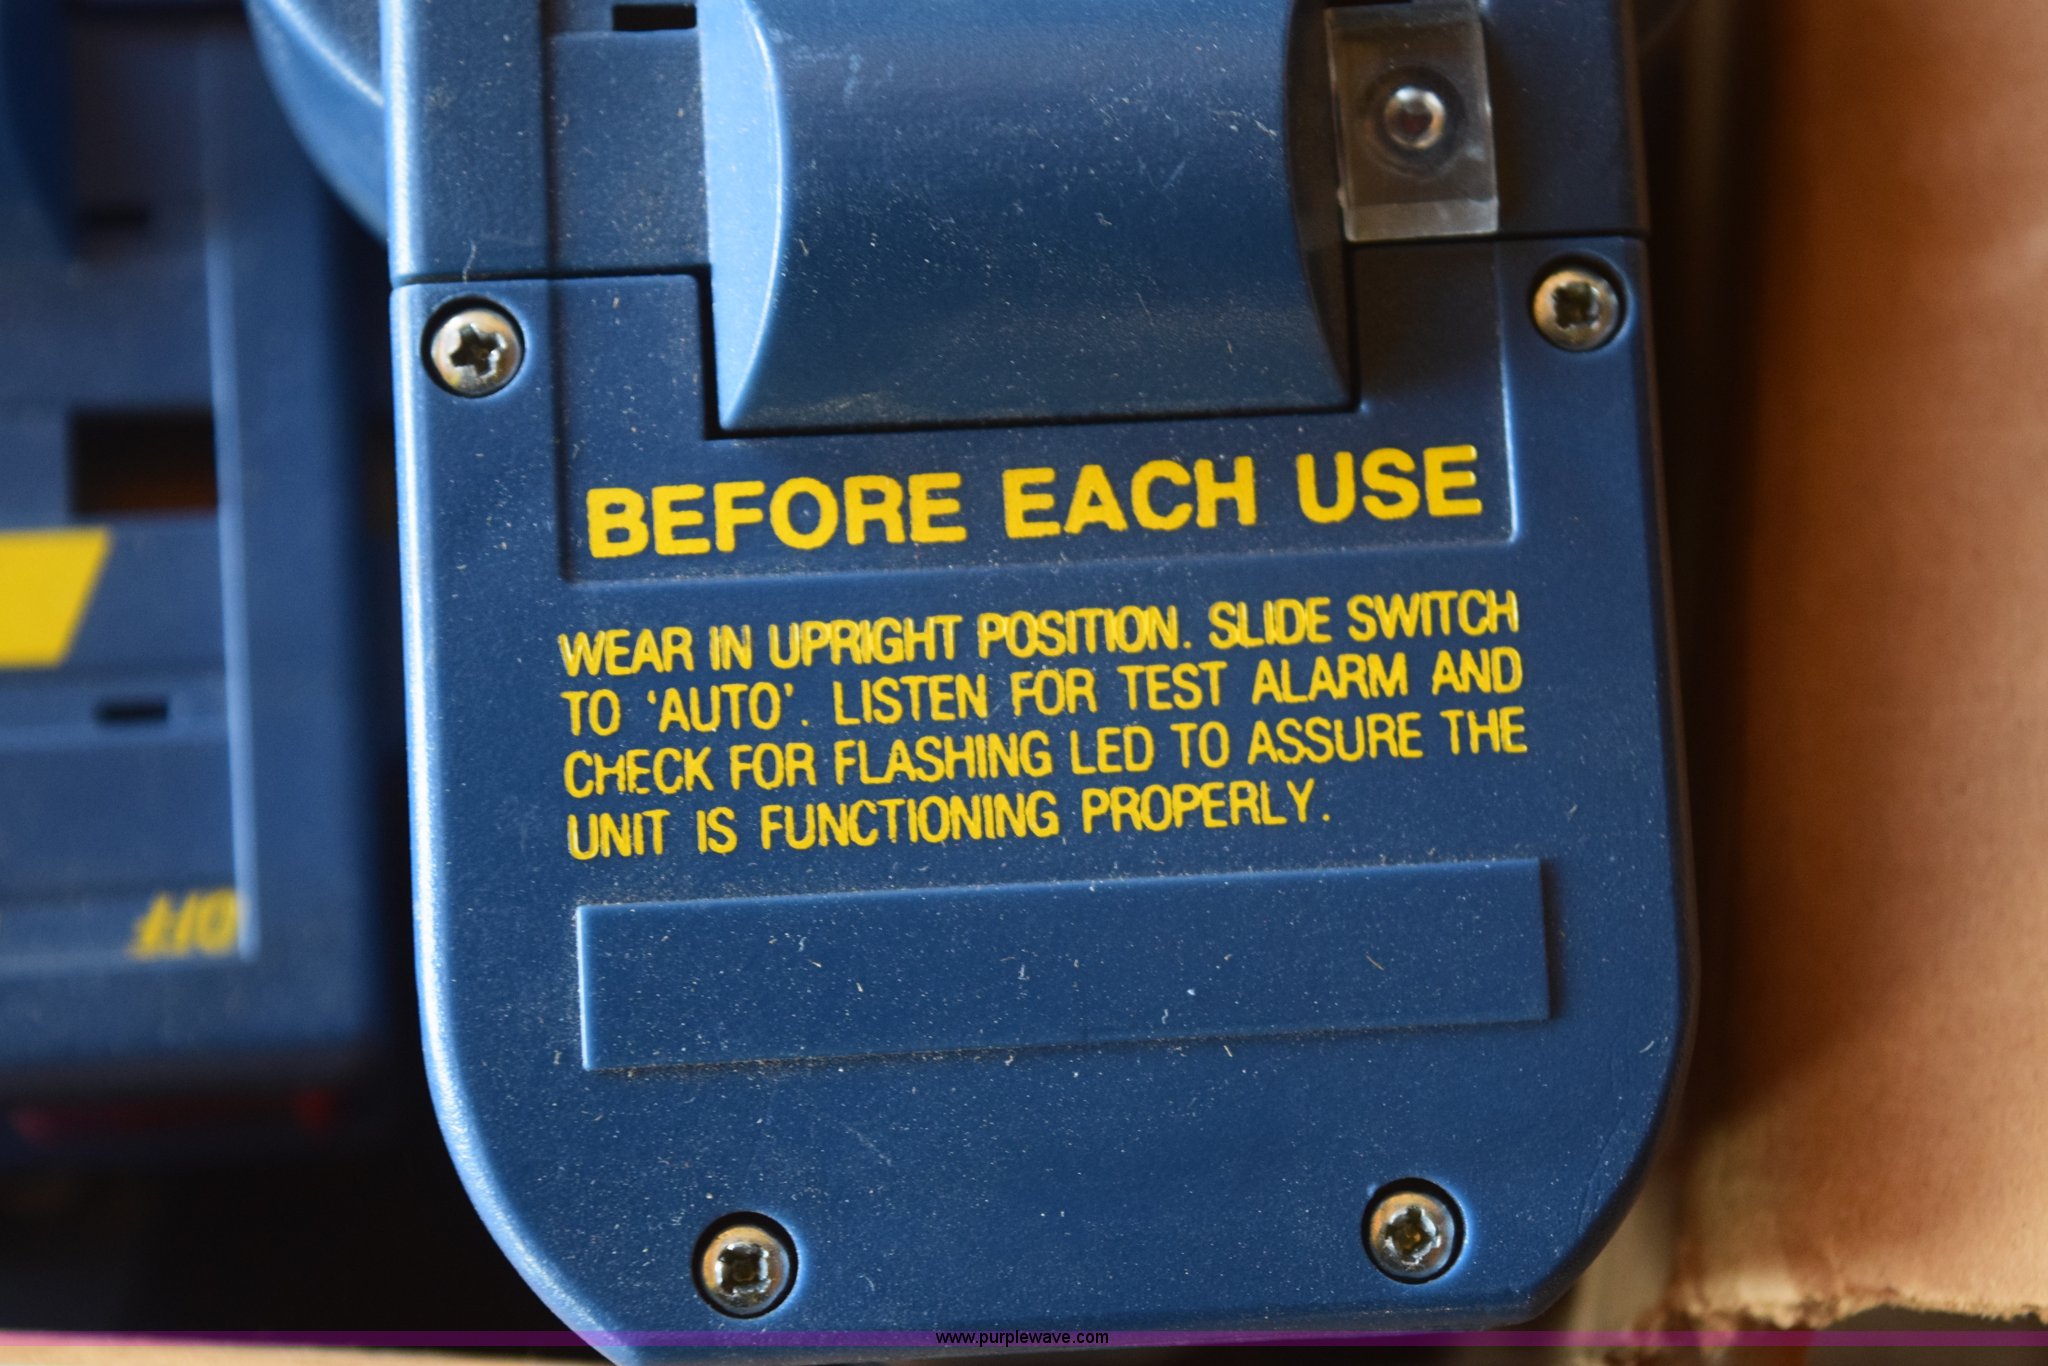 BEFORE EACH USE
WEAR IN UPRIGHT POSITION. SLIDE SWITCH
TO 'AUTO'. LISTEN FOR TEST ALARM AND
CHECK FOR FLASHING LED TO ASSURE THE
UNIT IS FUNCTIONING PROPERLY.
OFF
www.purplewave.com